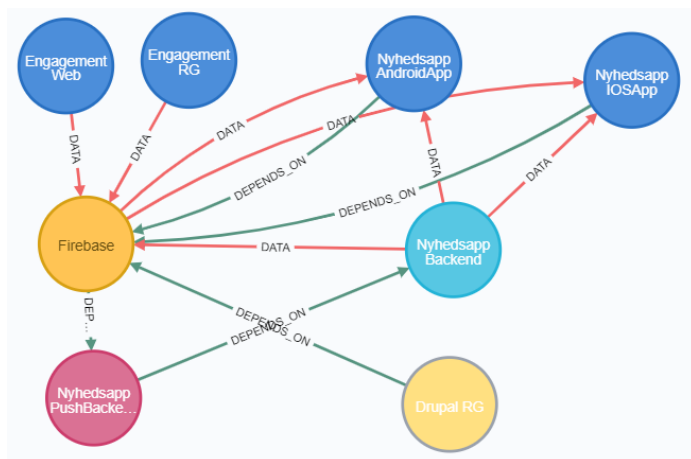 Engagement
Web
Engagement
RG
Nyhedsapp
AndroidApp
Nyhedsapp
IOSApp
DATA
DATA
DATA
DATA
DATA
DATA
DEPENDS_ON
DEPENDS_ON
Firebase
DATA
Nyhedsapp
Backend
DEP...
DEPENDS_ON
DEPENDS_ON
Nyhedsapp
PushBacke...
Drupal RG